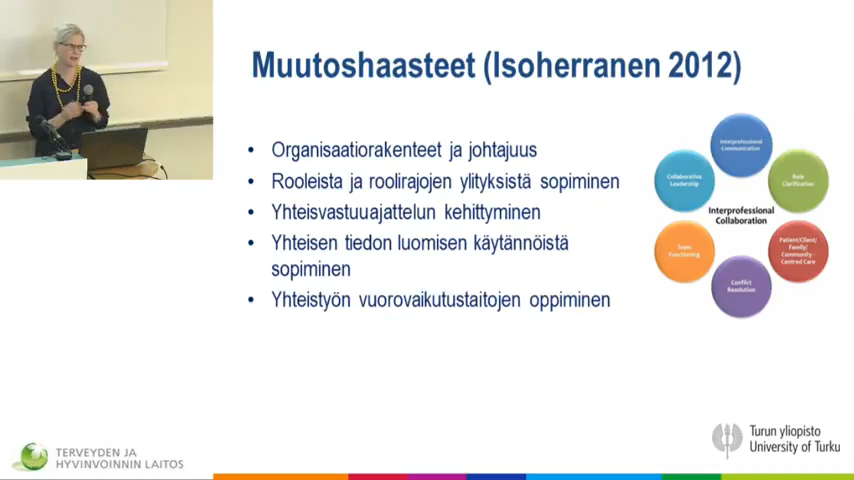 Muutoshaasteet (Isoherranen 2012)
• Organisaatiorakenteet ja johtajuus
• Rooleista ja roolirajojen ylityksistä sopiminen
• Yhteisvastuuajattelun kehittyminen
• Yhteisen tiedon luomisen käytännöistä
sopiminen
• Yhteistyön vuorovaikutustaitojen oppiminen
Interprofessional
Communication
Collaborative
Leadership
Role
Clarification
Interprofessional
Collaboration
Team
Functioning
Patient/Client/
Family/
Community -
Centred Care
Conflict
Resolution
TERVEYDEN JA
HYVINVOINNIN LAITOS
Turun yliopisto
University of Turku